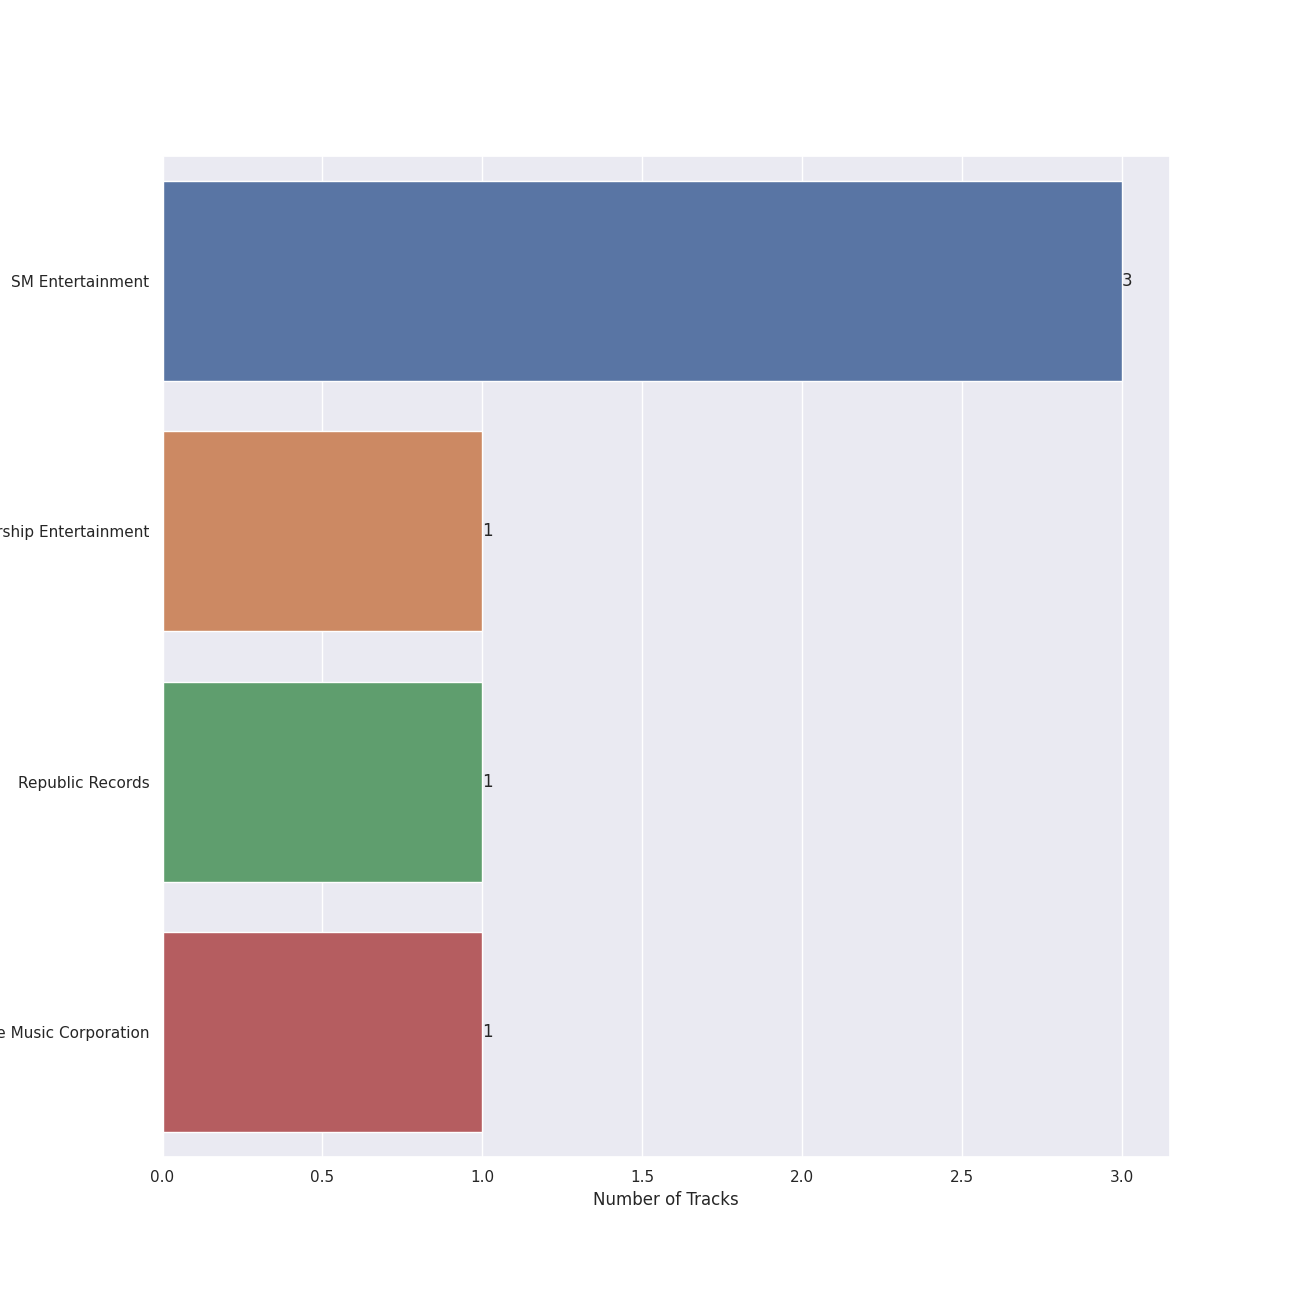 SM Entertainment
3
rship Entertainment
1
Republic Records
1
e Music Corporation
1
0.0 0.5 1.0 1.5 2.0 2.5 3.0
Number of Tracks